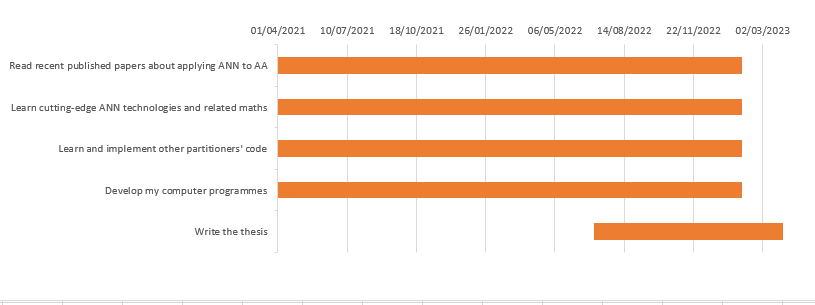 01/04/2021 10/07/2021 18/10/2021 26/01/2022 06/05/2022 14/08/2022 22/11/2022 02/03/2023
Read recent published papers about applying ANN to AA
Learn cutting-edge ANN technologies and related maths
Learn and implement other partitioners' code
Develop my computer programmes
Write the thesis